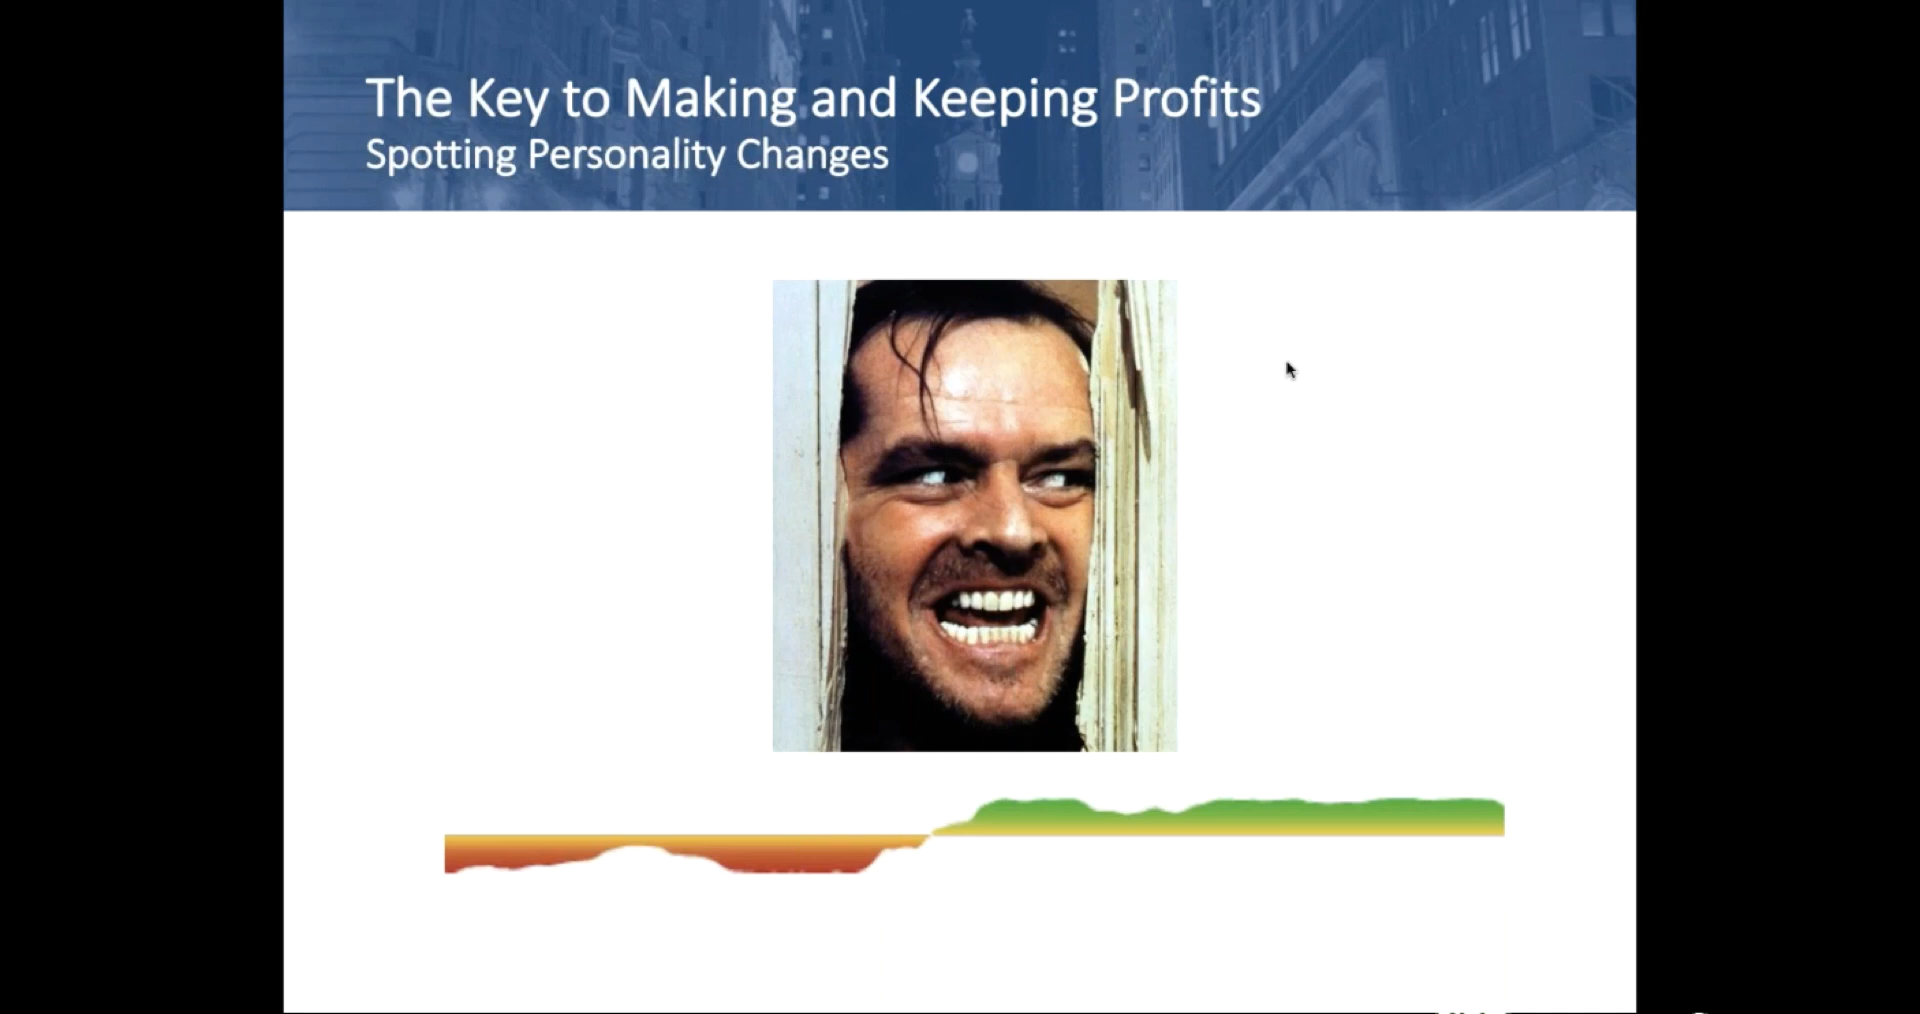 The Key to Making and Keeping Profits
Spotting Personality Changes